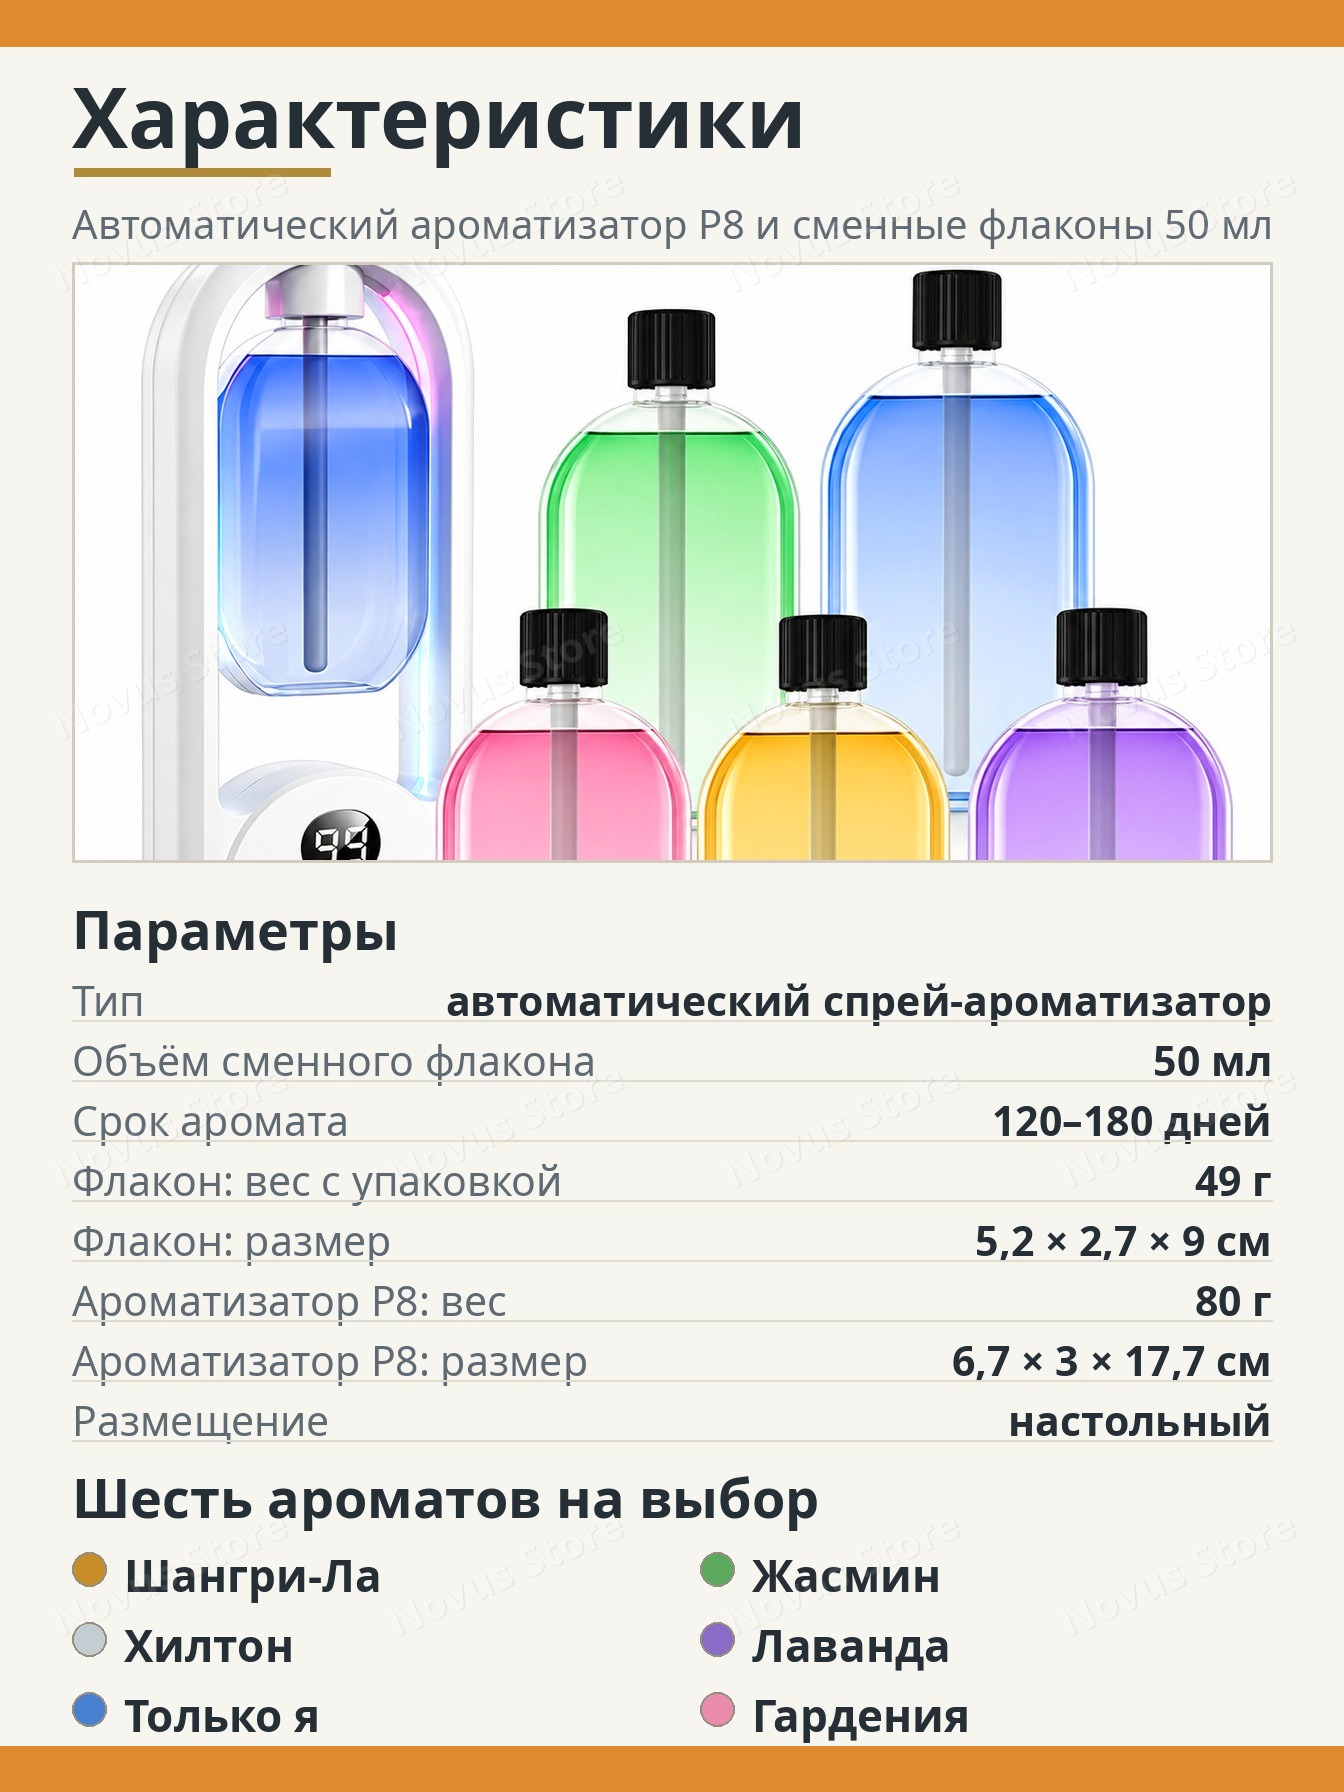 Характеристики
Автоматический ароматизатор P8 и сменные флаконы 50 мл
99
Параметры
Тип автоматический спрей-ароматизатор
Объём сменного флакона 50 мл
Срок аромата 120–180 дней
Флакон: вес с упаковкой 49 г
Флакон: размер 5,2 × 2,7 × 9 см
Ароматизатор P8: вес 80 г
Ароматизатор P8: размер 6,7 × 3 × 17,7 см
Размещение настольный
Шесть ароматов на выбор
Шангри-Ла Жасмин
Хилтон Лаванда
Только я Гардения
Novus Store